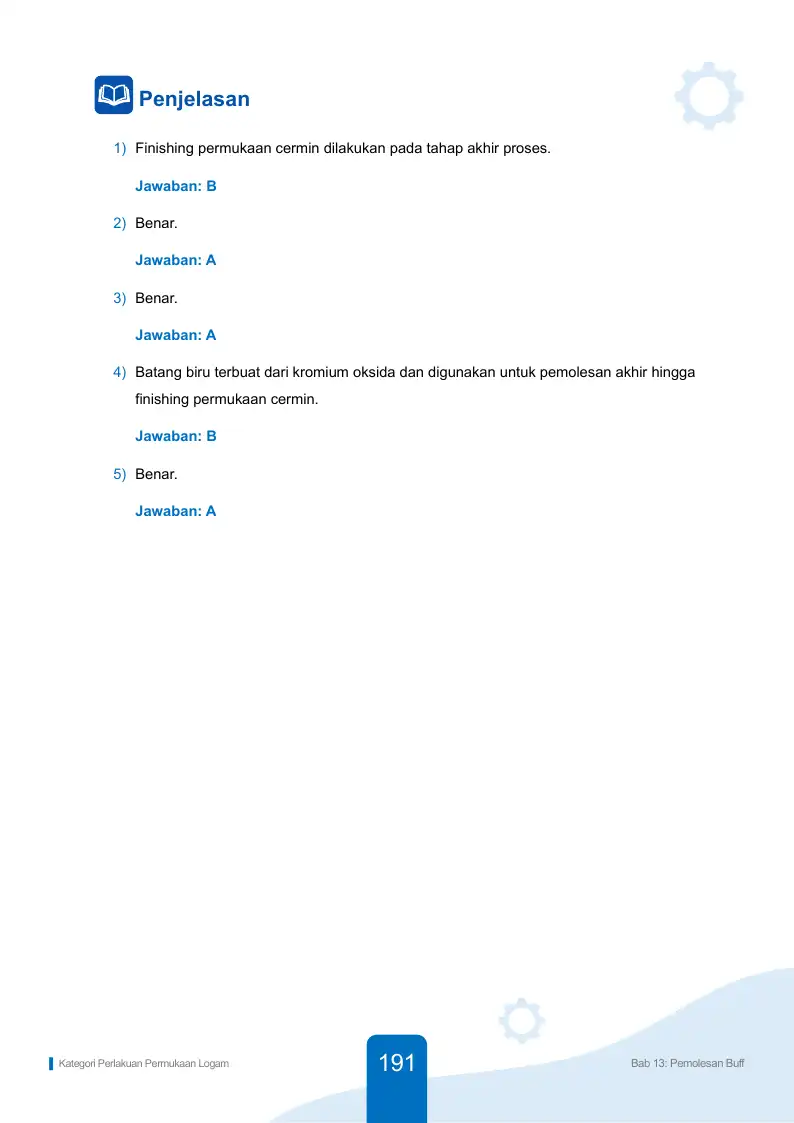 Penjelasan
1) Finishing permukaan cermin dilakukan pada tahap akhir proses.
Jawaban: B
2) Benar.
Jawaban: A
3) Benar.
Jawaban: A
4) Batang biru terbuat dari kromium oksida dan digunakan untuk pemolesan akhir hingga
finishing permukaan cermin.
Jawaban: B
5) Benar.
Jawaban: A
Kategori Perlakuan Permukaan Logam
191
Bab 13: Pemolesan Buff